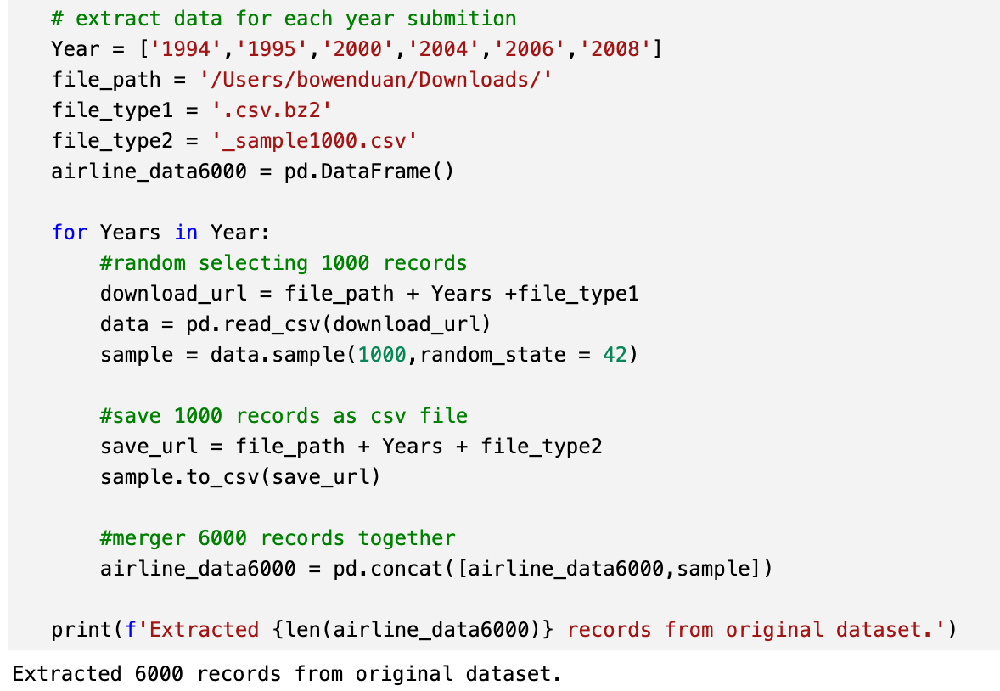 # extract data for each year submition
Year = ['1994','1995','2000','2004','2006','2008']
file_path = '/Users/bowenduan/Downloads/'
file_type1 = '.csv.bz2'
file_type2 = '_sample1000.csv'
airline_data6000 = pd.DataFrame()
for Years in Year:
#random selecting 1000 records
download_url = file_path + Years +file_type1
data = pd.read_csv(download_url)
sample = data.sample(1000,random_state = 42)
#save 1000 records as csv file
save_url = file_path + Years + file_type2
sample.to_csv(save_url)
#merger 6000 records together
airline_data6000 = pd.concat([airline_data6000,sample])
print(f'Extracted {len(airline_data6000)} records from original dataset.')
Extracted 6000 records from original dataset.